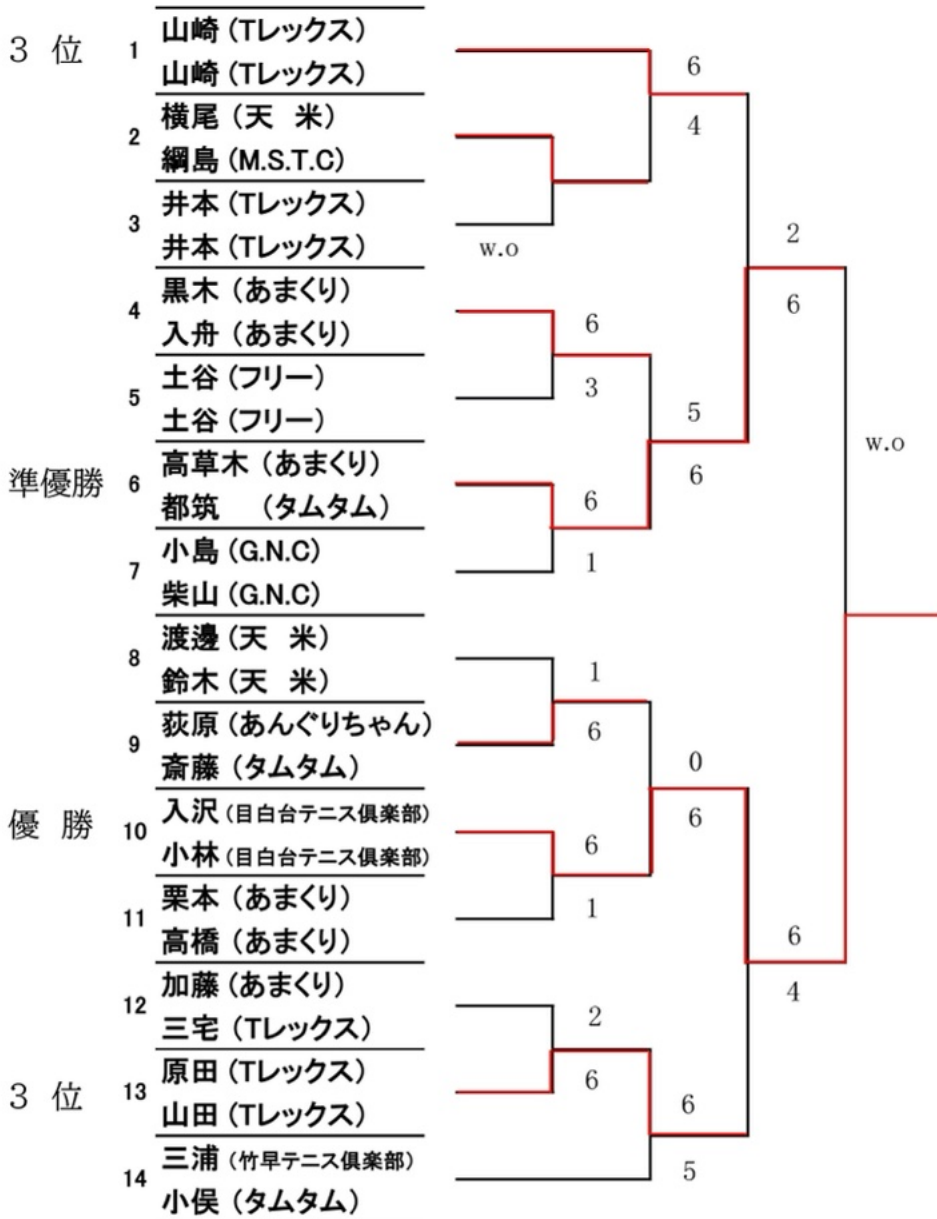 3 位
1
山崎 (Tレックス)
山崎 (Tレックス)
2
横尾 (天 米)
綱島 (M.S.T.C)
3
井本 (Tレックス)
井本 (Tレックス)
w.o
4
黒木 (あまくり)
入舟 (あまくり)
5
土谷 (フリー)
土谷 (フリー)
準優勝
6
高草木 (あまくり)
都筑 (タムタム)
7
小島 (G.N.C)
柴山 (G.N.C)
8
渡邊 (天 米)
鈴木 (天 米)
9
荻原 (あんぐりちゃん)
斎藤 (タムタム)
優 勝
10
入沢 (目白台テニス倶楽部)
小林 (目白台テニス倶楽部)
11
栗本 (あまくり)
高橋 (あまくり)
12
加藤 (あまくり)
三宅 (Tレックス)
3 位
13
原田 (Tレックス)
山田 (Tレックス)
14
三浦 (竹早テニス倶楽部)
小俣 (タムタム)
6
3
6
1
1
6
6
1
2
6
6
4
5
6
0
6
6
5
2
6
6
4
w.o